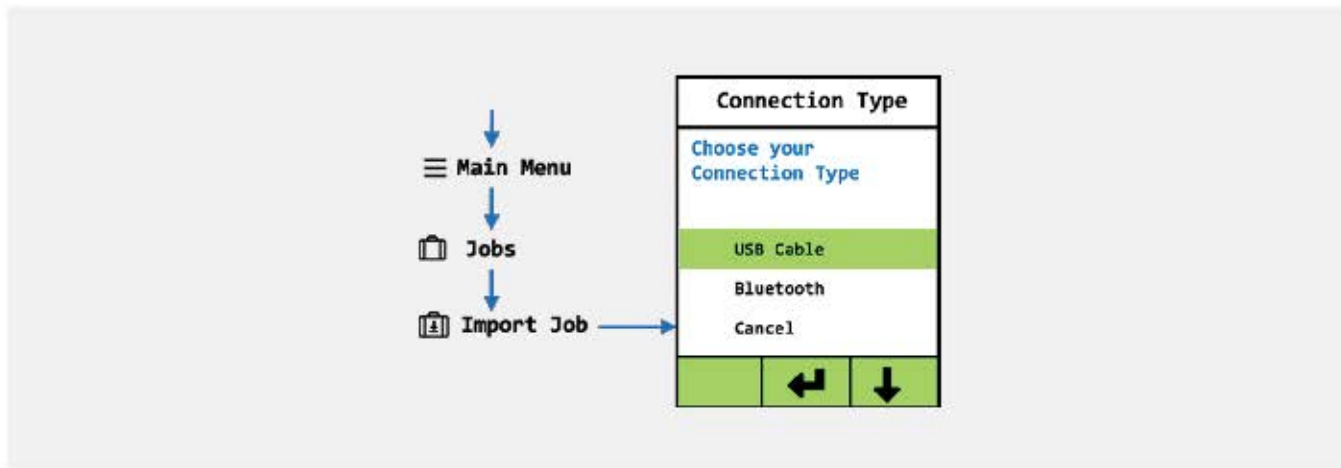 Main Menu
Jobs
Import Job
Connection Type
Choose your
Connection Type
USB Cable
Bluetooth
Cancel